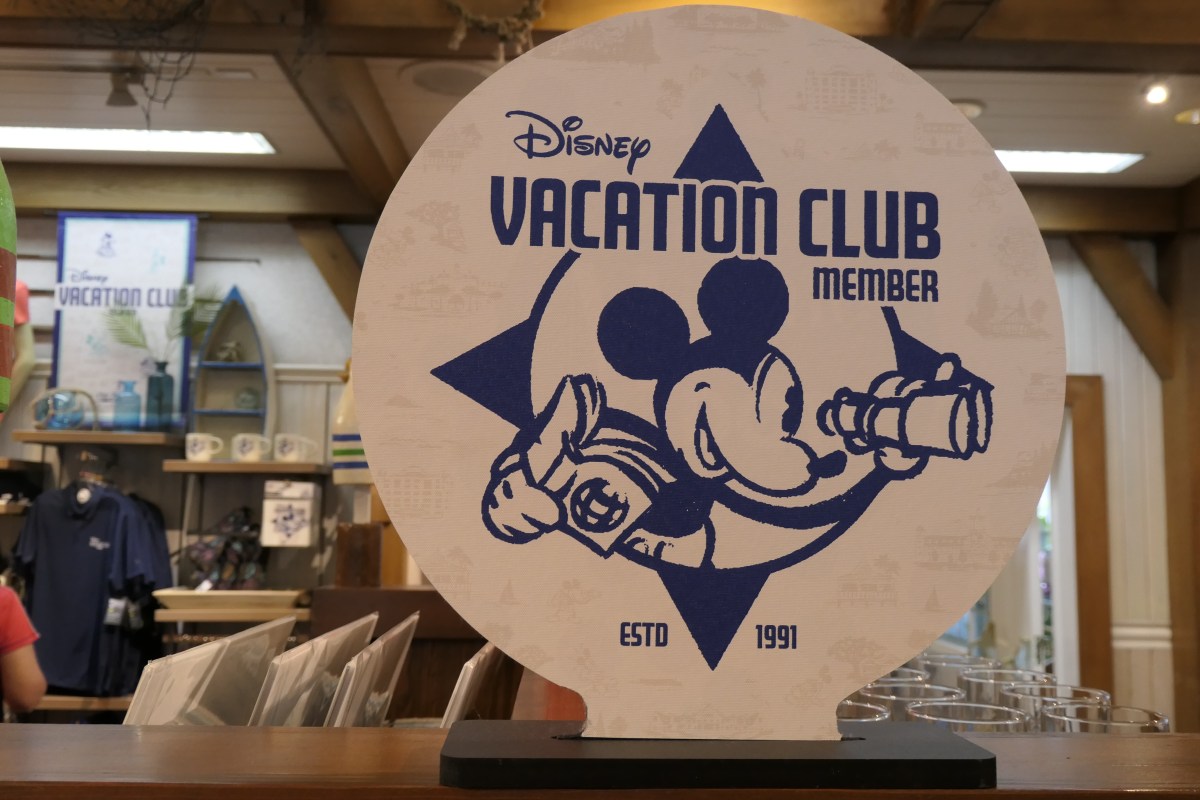 Disney
VACATION CLUB
MEMBER
ESTD 1991
Disney
VACATION CLUB